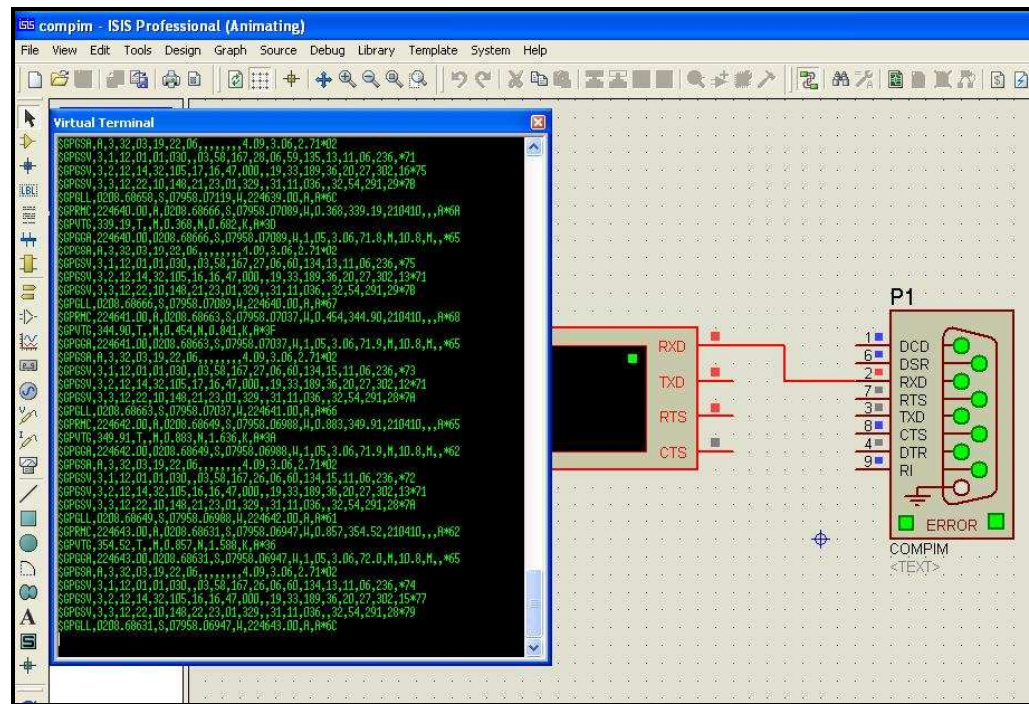 compim - ISIS Professional (Animating)
File View Edit Tools Design Graph Source Debug Library Template System Help
Virtual Terminal
$GPGSA,A,3,32,03,19,22,06,,,,,,,,4.09,3.06,2.71*02
$GPGSV,3,1,12,01,01,030,,03,58,167,28,06,59,135,13,11,06,236,*71
$GPGSV,3,2,12,14,32,105,17,16,47,000,,19,33,189,36,20,27,302,16*75
$GPGSV,3,3,12,22,10,148,21,23,01,329,,31,11,036,,32,54,291,29*7B
$GPGLL,0208.68658,S,07958.07119,W,224639.00,A,A*6C
$GPRMC,224640.00,A,0208.68666,S,07958.07089,W,0.368,339.19,210410,,,A*6A
$GPVTG,339.19,T,,M,0.368,N,0.682,K,A*3D
$GPGGA,224640.00,0208.68666,S,07958.07089,W,1,05,3.06,71.8,M,10.8,M,,*65
$GPGSA,A,3,32,03,19,22,06,,,,,,,,4.09,3.06,2.71*02
$GPGSV,3,1,12,01,01,030,,03,58,167,27,06,60,134,13,11,06,236,*75
$GPGSV,3,2,12,14,32,105,16,16,47,000,,19,33,189,36,20,27,302,13*71
$GPGSV,3,3,12,22,10,148,21,23,01,329,,31,11,036,,32,54,291,29*7B
$GPGLL,0208.68666,S,07958.07089,W,224640.00,A,A*67
$GPRMC,224641.00,A,0208.68663,S,07958.07037,W,0.454,344.90,210410,,,A*68
$GPVTG,344.90,T,,M,0.454,N,0.841,K,A*3F
$GPGGA,224641.00,0208.68663,S,07958.07037,W,1,05,3.06,71.9,M,10.8,M,,*65
$GPGSA,A,3,32,03,19,22,06,,,,,,,,4.09,3.06,2.71*02
$GPGSV,3,1,12,01,01,030,,03,58,167,26,06,60,134,15,11,06,236,*73
$GPGSV,3,2,12,14,32,105,17,16,47,000,,19,33,189,36,20,27,302,12*71
$GPGSV,3,3,12,22,10,148,21,23,01,329,,31,11,036,,32,54,291,28*7A
$GPGLL,0208.68663,S,07958.07037,W,224641.00,A,A*66
$GPRMC,224642.00,A,0208.68649,S,07958.06988,W,0.883,349.91,210410,,,A*65
$GPVTG,349.91,T,,M,0.883,N,1.636,K,A*3A
$GPGGA,224642.00,0208.68649,S,07958.06988,W,1,05,3.06,71.9,M,10.8,M,,*62
$GPGSA,A,3,32,03,19,22,06,,,,,,,,4.09,3.06,2.71*02
$GPGSV,3,1,12,01,01,030,,03,58,167,26,06,60,134,15,11,06,236,*72
$GPGSV,3,2,12,14,32,105,16,16,47,000,,19,33,189,36,20,27,302,13*71
$GPGSV,3,3,12,22,10,148,21,23,01,329,,31,11,036,,32,54,291,28*7A
$GPGLL,0208.68649,S,07958.06988,W,224642.00,A,A*61
$GPRMC,224643.00,A,0208.68631,S,07958.06947,W,0.857,354.52,210410,,,A*62
$GPVTG,354.52,T,,M,0.857,N,1.588,K,A*36
$GPGGA,224643.00,0208.68631,S,07958.06947,W,1,05,3.06,72.0,M,10.8,M,,*65
$GPGSA,A,3,32,03,19,22,06,,,,,,,,4.09,3.06,2.71*02
$GPGSV,3,1,12,01,01,030,,03,58,167,26,06,60,134,13,11,06,236,*74
$GPGSV,3,2,12,14,32,105,16,16,47,000,,19,33,189,36,20,27,302,15*77
$GPGSV,3,3,12,22,10,148,22,23,01,329,,31,11,036,,32,54,291,28*79
$GPGLL,0208.68631,S,07958.06947,W,224643.00,A,A*6C
RXD
TXD
RTS
CTS
P1
1 DCD
6 DSR
2 RXD
7 RTS
3 TXD
8 CTS
4 DTR
9 RI
ERROR
COMPIM
<TEXT>
LBL
A
S